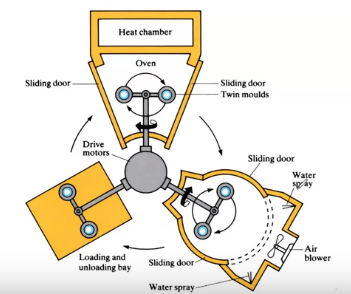 Heat chamber
Oven
Sliding door
Sliding door
Twin moulds
Drive
motors
Sliding door
Water
spray
Air
blower
Loading and
unloading bay
Sliding door
Water spray